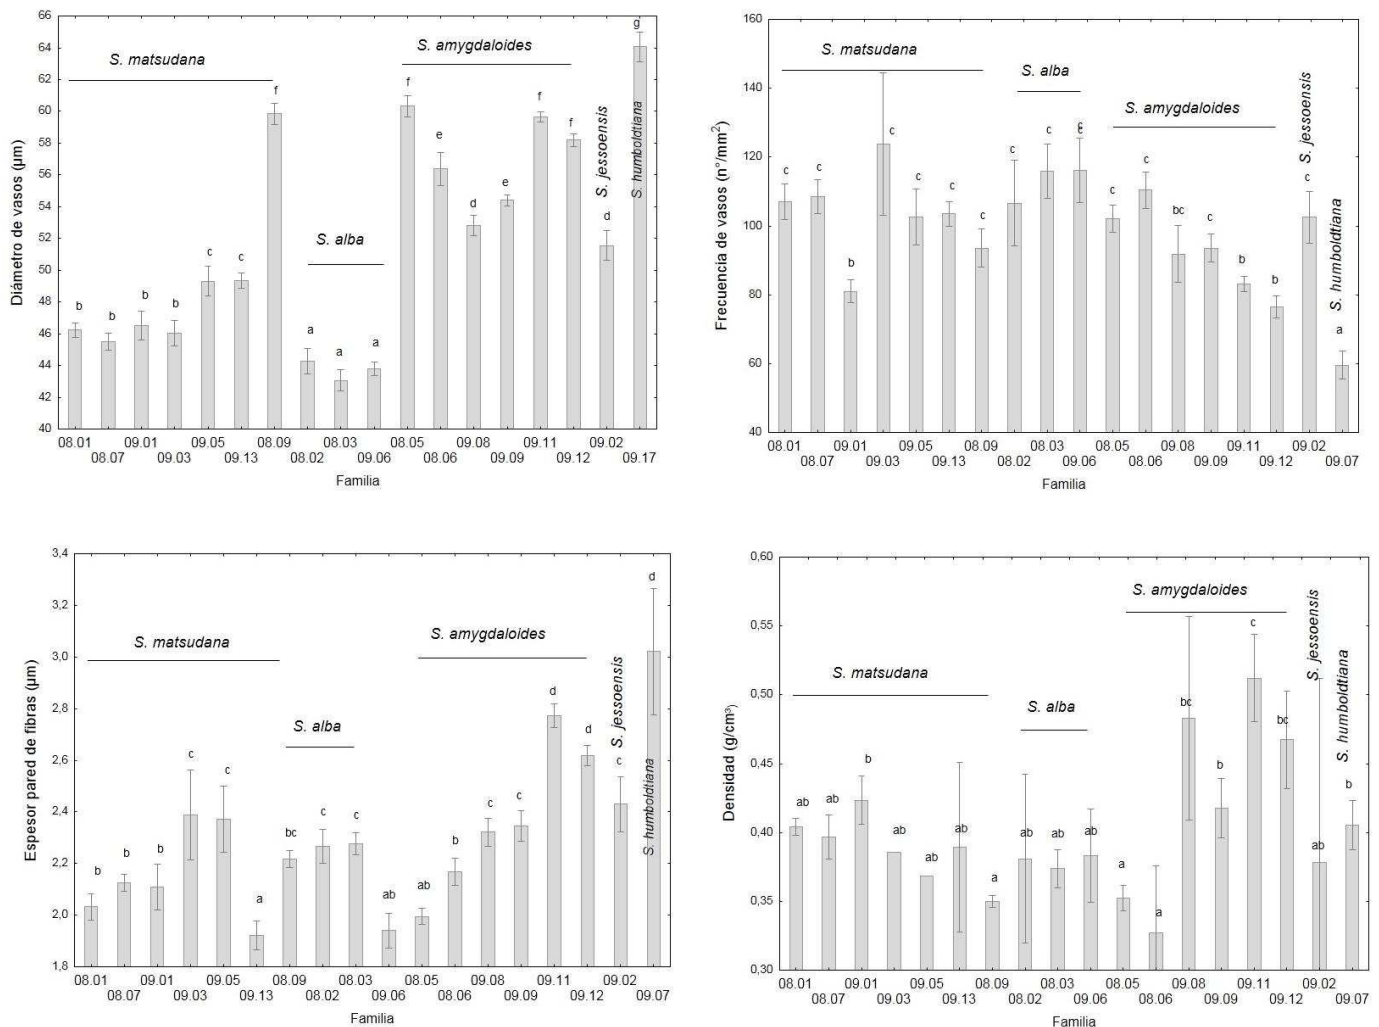 66
64
62
60
58
56
54
52
50
48
46
44
42
40
Diámetro de vasos (µm)
S. matsudana
S. alba
S. amygdaloides
S. jessoensis
S. humboldtiana
b b b b c c f a a a f e d e f f d g
08.01 09.01 09.05 08.09 08.03 08.05 09.08 09.11 09.02
08.07 09.03 09.13 08.02 09.06 08.06 09.09 09.12 09.17
Familia
160
140
120
100
80
60
40
Frecuencia de vasos (n°/mm²)
S. matsudana
S. alba
S. amygdaloides
S. jessoensis
S. humboldtiana
c c b c c c c c c c c c bc c b b c a
08.01 09.01 09.05 08.09 08.03 08.05 09.08 09.11 09.02
08.07 09.03 09.13 08.02 09.06 08.06 09.09 09.12 09.07
Familia
3,4
3,2
3,0
2,8
2,6
2,4
2,2
2,0
1,8
Espesor pared de fibras (µm)
S. matsudana
S. alba
S. amygdaloides
S. jessoensis
S. humboldtiana
b b b c c a bc c c ab ab b c c d d c d
08.01 09.01 09.05 08.09 08.03 08.05 09.08 09.11 09.02
08.07 09.03 09.13 08.02 09.06 08.06 09.09 09.12 09.07
Familia
0,60
0,55
0,50
0,45
0,40
0,35
0,30
Densidad (g/cm³)
S. matsudana
S. alba
S. amygdaloides
S. jessoensis
S. humboldtiana
ab ab b ab ab ab a ab ab ab a a bc b c bc ab b
08.01 09.01 09.05 08.09 08.03 08.05 09.08 09.11 09.02
08.07 09.03 09.13 08.02 09.06 08.06 09.09 09.12 09.07
Familia